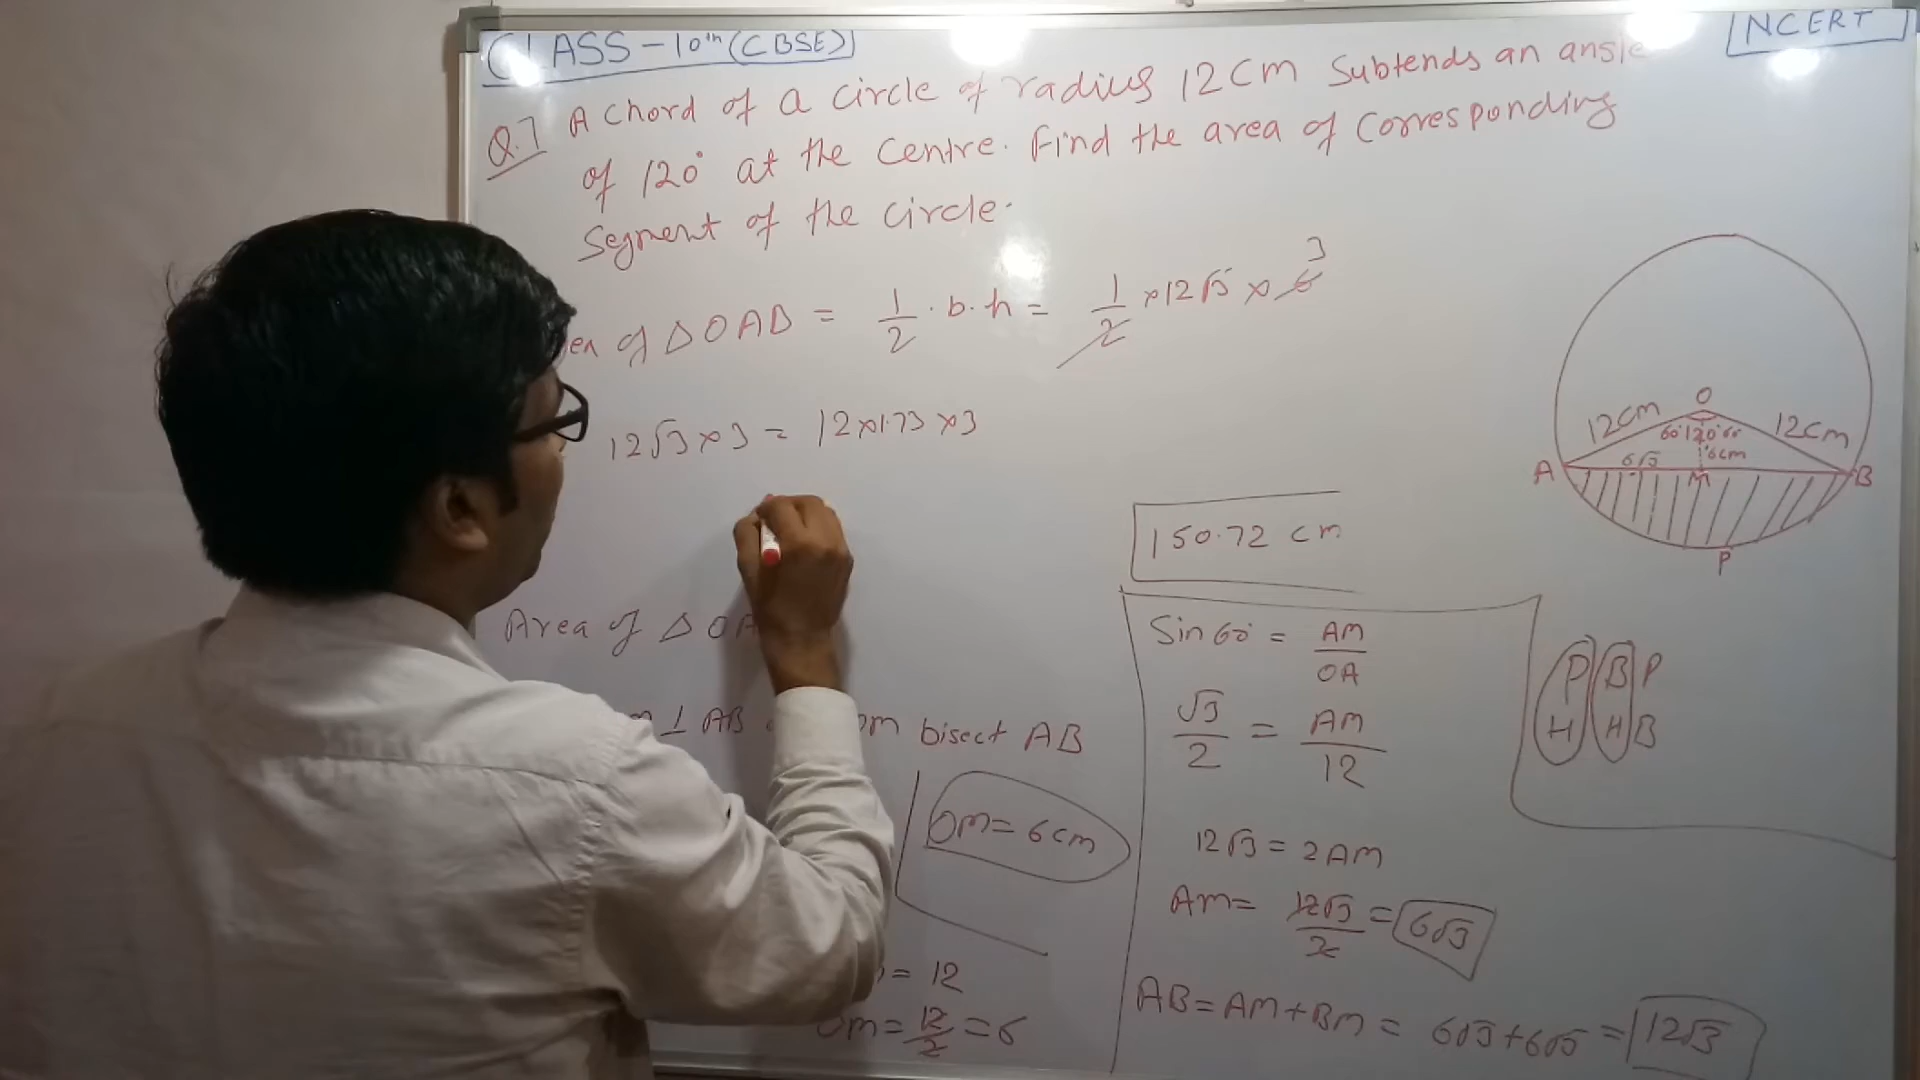 CLASS-10th (CBSE)
NCERT
Q.7 A chord of a circle of radius 12cm subtends an angle
of 120° at the centre. Find the area of Corresponding
Segment of the circle.
of △OAB = 1/2 · b · h = 1/2 × 12√3 × 6
3
12√3 × 3 = 12×1.73 ×3
150.72 cm
Area of △ OA
⊥ AB
bisect AB
OM = 6cm
= 12
= 12/2 = 6
Sin 60° = AM/OA
√3/2 = AM/12
12√3 = 2AM
AM = 12√3/2 = 6√3
AB = AM + BM = 6√3 + 6√3 = 12√3
P B P
H H B
O
12cm
12cm
60° 120° 60°
6√3
6cm
A
M
B
P